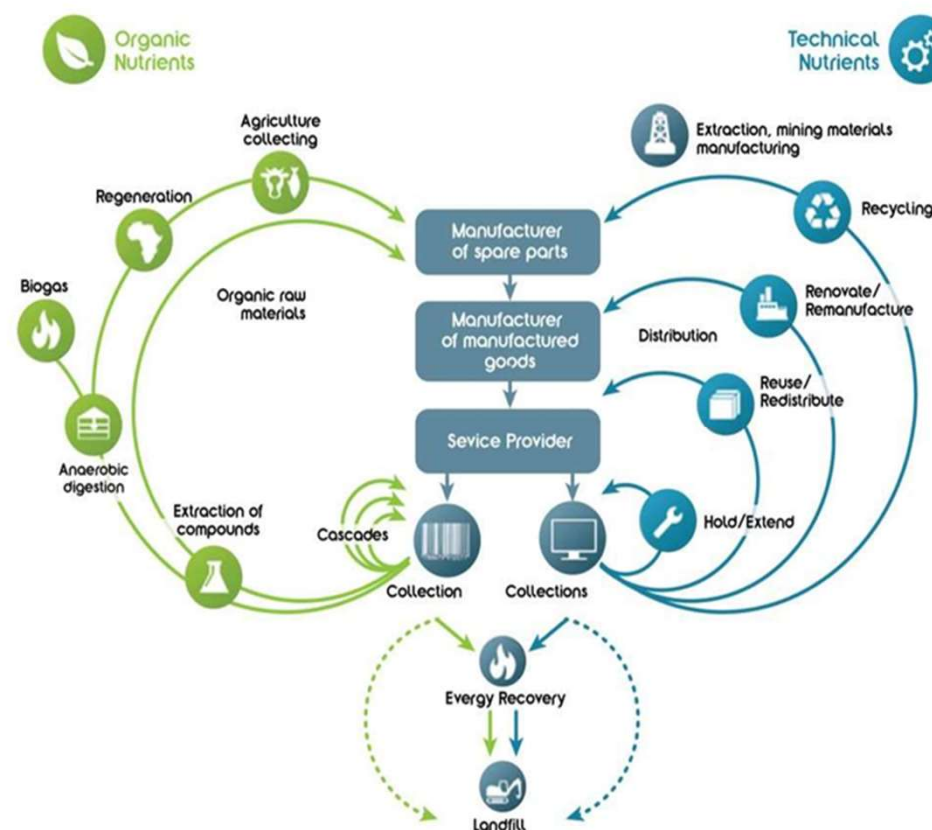 Organic
Nutrients
Technical
Nutrients
Agriculture
collecting
Extraction, mining materials
manufacturing
Regeneration
Recycling
Manufacturer
of spare parts
Biogas
Organic raw
materials
Renovate/
Remanufacture
Manufacturer
of manufactured
goods
Distribution
Reuse/
Redistribute
Sevice Provider
Anaerobic
digestion
Extraction of
compounds
Cascades
Hold/Extend
Collection
Collections
Evergy Recovery
Landfill